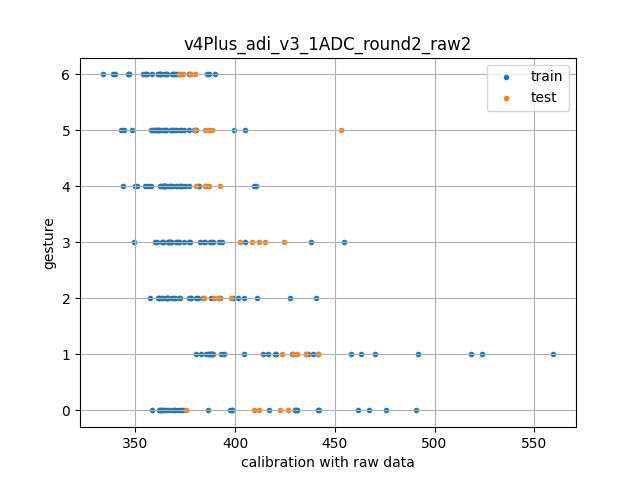 v4Plus_adi_v3_1ADC_round2_raw2
train
test
gesture
6
5
4
3
2
1
0
350 400 450 500 550
calibration with raw data